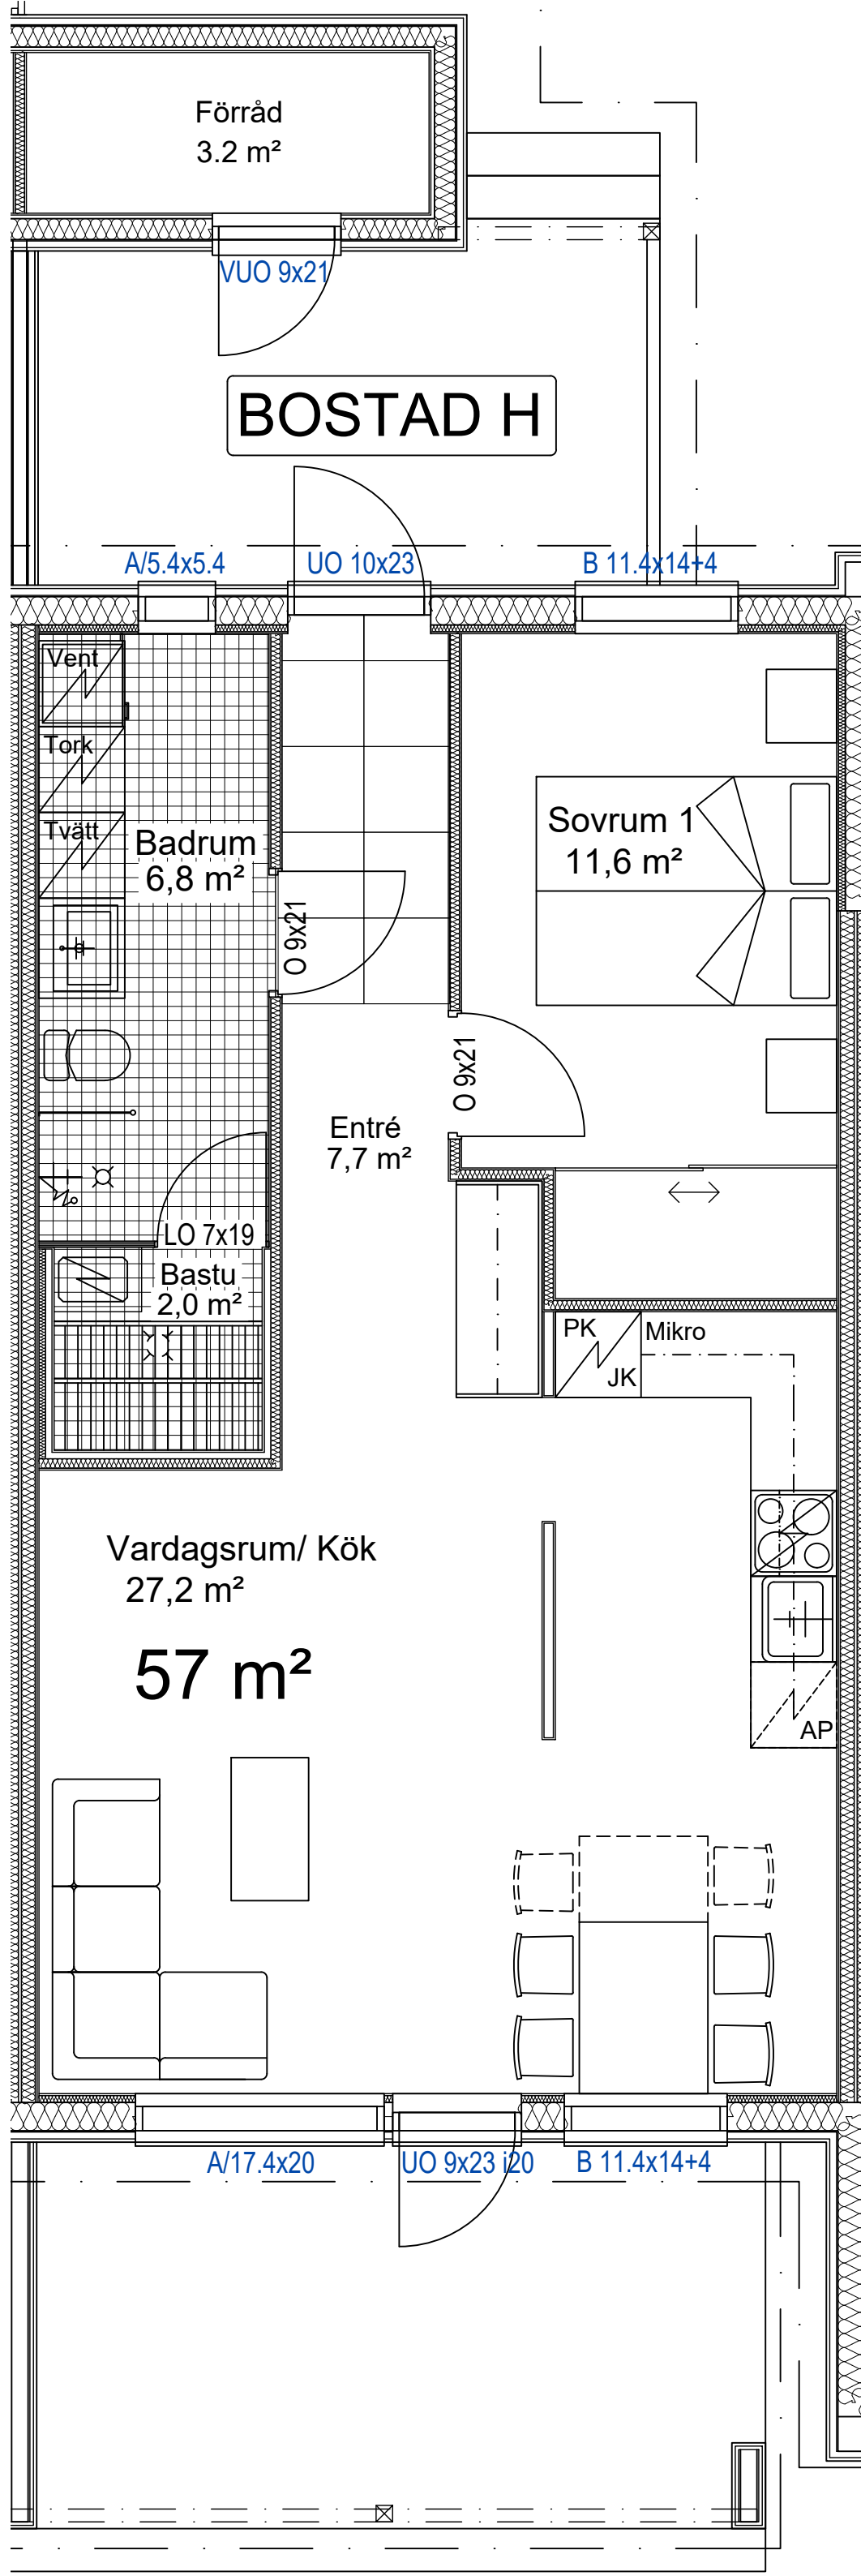 Förråd
3.2 m²
VUO 9x21
BOSTAD H
A/5.4x5.4
UO 10x23
B 11.4x14+4
Vent
Tork
Tvätt
Badrum
6,8 m²
O 9x21
Sovrum 1
11,6 m²
O 9x21
Entré
7,7 m²
LO 7x19
Bastu
2,0 m²
PK
JK
Mikro
Vardagsrum/ Kök
27,2 m²
57 m²
AP
A/17.4x20
UO 9x23 i20
B 11.4x14+4